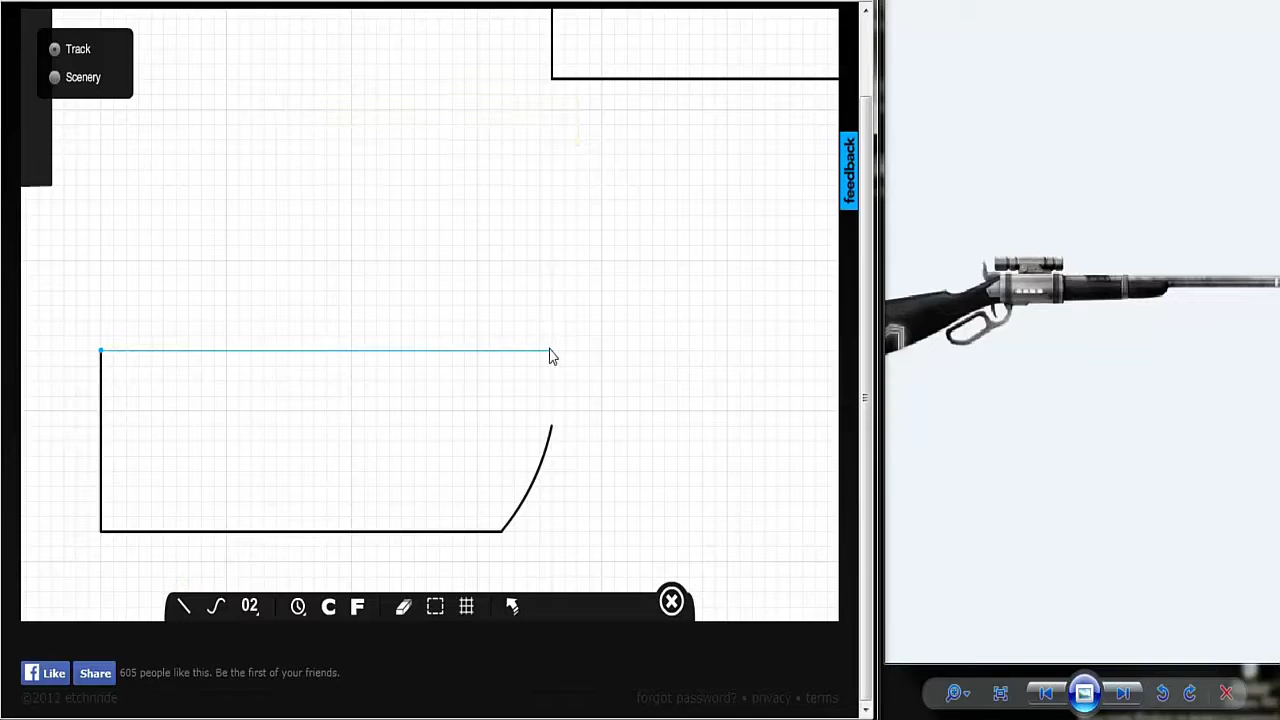 Track
Scenery
feedback
02
C
F
Like
Share
605 people like this. Be the first of your friends.
©2012 etchnride
forgot password? • privacy • terms